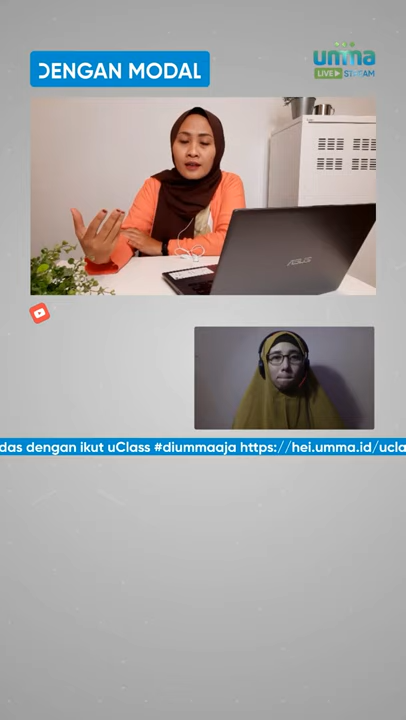 DENGAN MODAL
umma
LIVE STREAM
ASUS
das dengan ikut uClass #diummaaja https://hei.umma.id/ucla